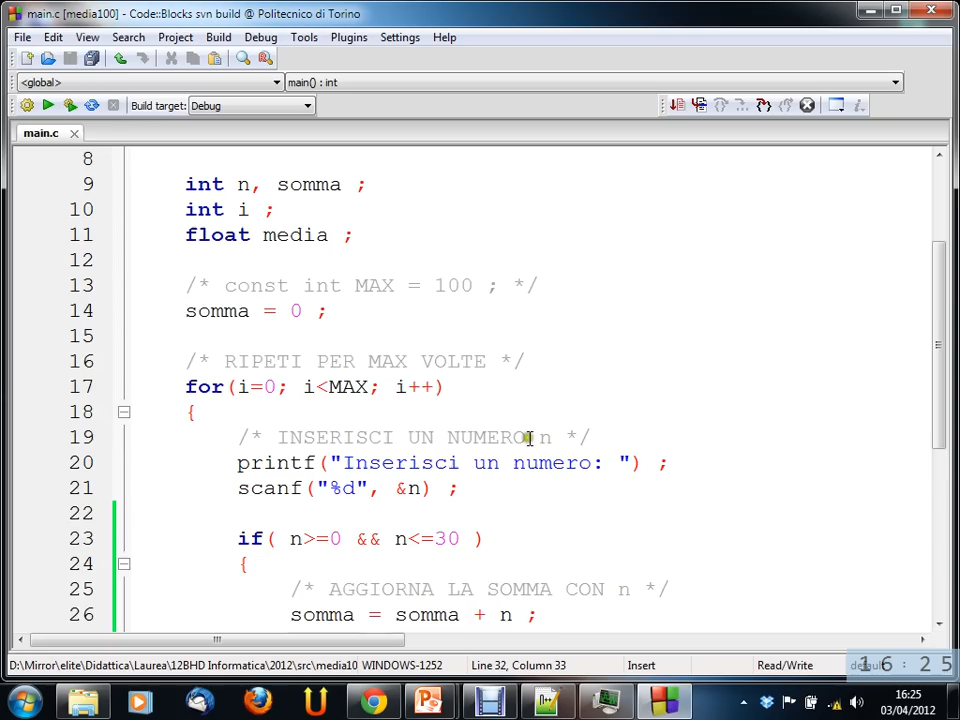 main.c [media100] - Code::Blocks svn build @ Politecnico di Torino
File Edit View Search Project Build Debug Tools Plugins Settings Help
<global> main() : int
Build target: Debug
main.c
8
9 int n, somma ;
10 int i ;
11 float media ;
12
13 /* const int MAX = 100 ; */
14 somma = 0 ;
15
16 /* RIPETI PER MAX VOLTE */
17 for(i=0; i<MAX; i++)
18 {
19 /* INSERISCI UN NUMERO n */
20 printf("Inserisci un numero: ") ;
21 scanf("%d", &n) ;
22
23 if( n>=0 && n<=30 )
24 {
25 /* AGGIORNA LA SOMMA CON n */
26 somma = somma + n ;
D:\Mirror\elite\Didattica\Laurea\12BHD Informatica\2012\src\media10 WINDOWS-1252 Line 32, Column 33 Insert Read/Write default
16:25
16:25
03/04/2012